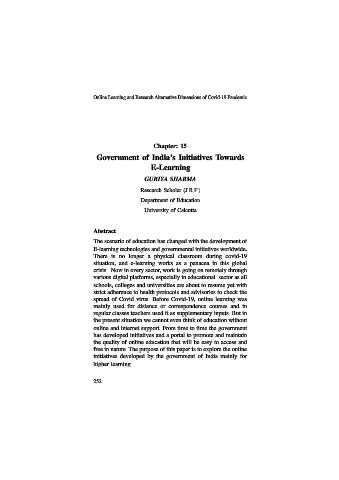 Online Learning and Research Alternative Dimensions of Covid-19 Pandemic
Chapter: 15
Government of India's Initiatives Towards
E-Learning
GURIYA SHARMA
Research Scholar (J R F)
Department of Education
University of Calcutta
Abstract
The scenario of education has changed with the development of
E-learning technologies and governmental initiatives worldwide.
There is no longer a physical classroom during covid-19
situation, and e-learning works as a panacea in this global
crisis. Now in every sector, work is going on remotely through
various digital platforms, especially in educational sector as all
schools, colleges and universities are about to resume yet with
strict adherence to health protocols and advisories to check the
spread of Covid virus. Before Covid-19, online learning was
mainly used for distance or correspondence courses and in
regular classes teachers used it as supplementary inputs. But in
the present situation we cannot even think of education without
online and internet support. From time to time the government
has developed initiatives and a portal to promote and maintain
the quality of online education that will be easy to access and
free in nature. The purpose of this paper is to explore the online
initiatives developed by the government of India mainly for
higher learning.
252